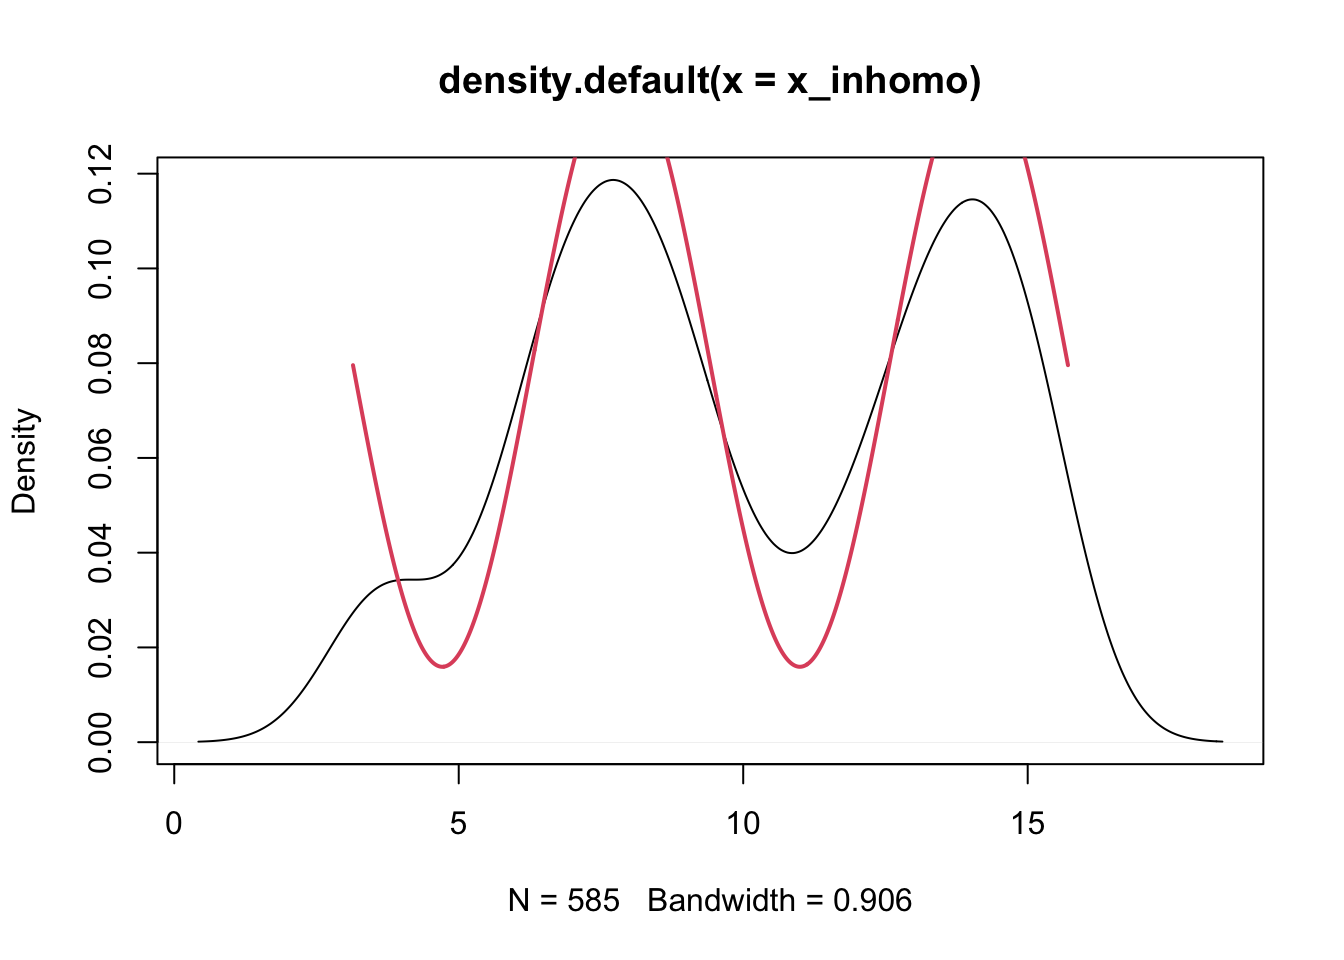 density.default(x = x_inhomo)
Density
0.12
0.10
0.08
0.06
0.04
0.02
0.00
0 5 10 15
N = 585 Bandwidth = 0.906